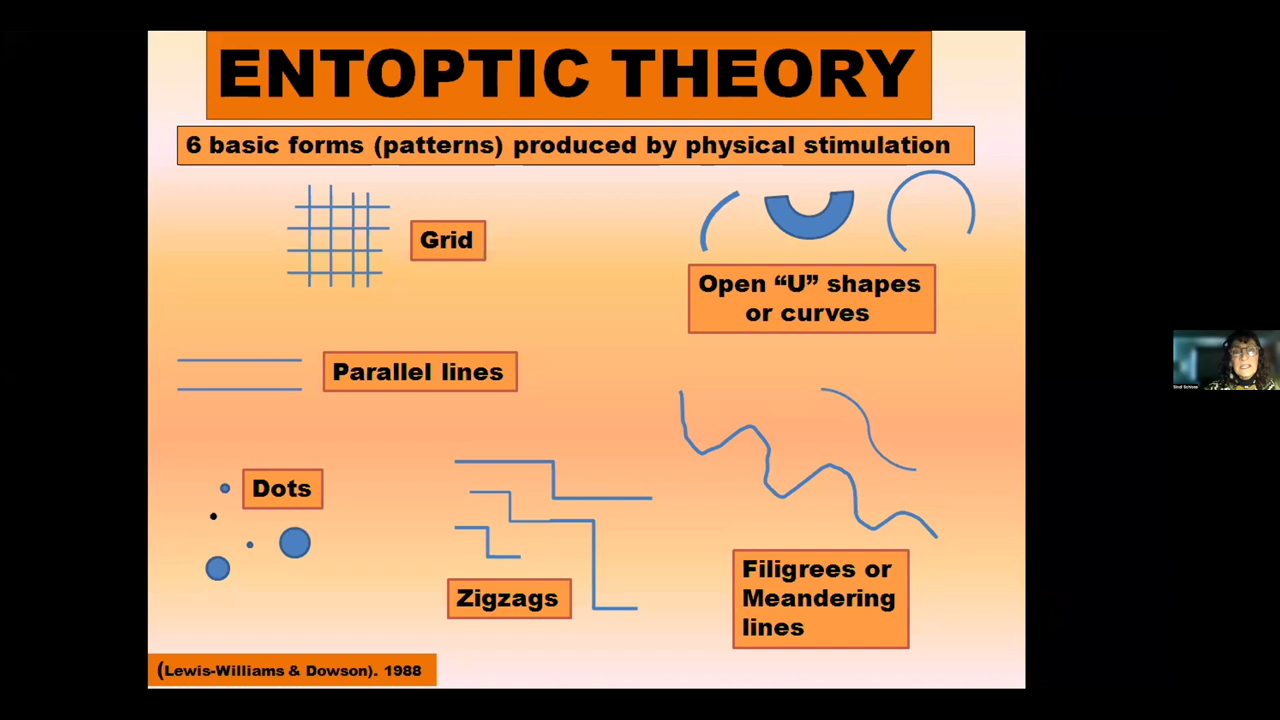 ENTOPTIC THEORY
6 basic forms (patterns) produced by physical stimulation
Grid
Open “U” shapes
or curves
Parallel lines
Dots
Zigzags
Filigrees or
Meandering
lines
(Lewis-Williams & Dowson). 1988